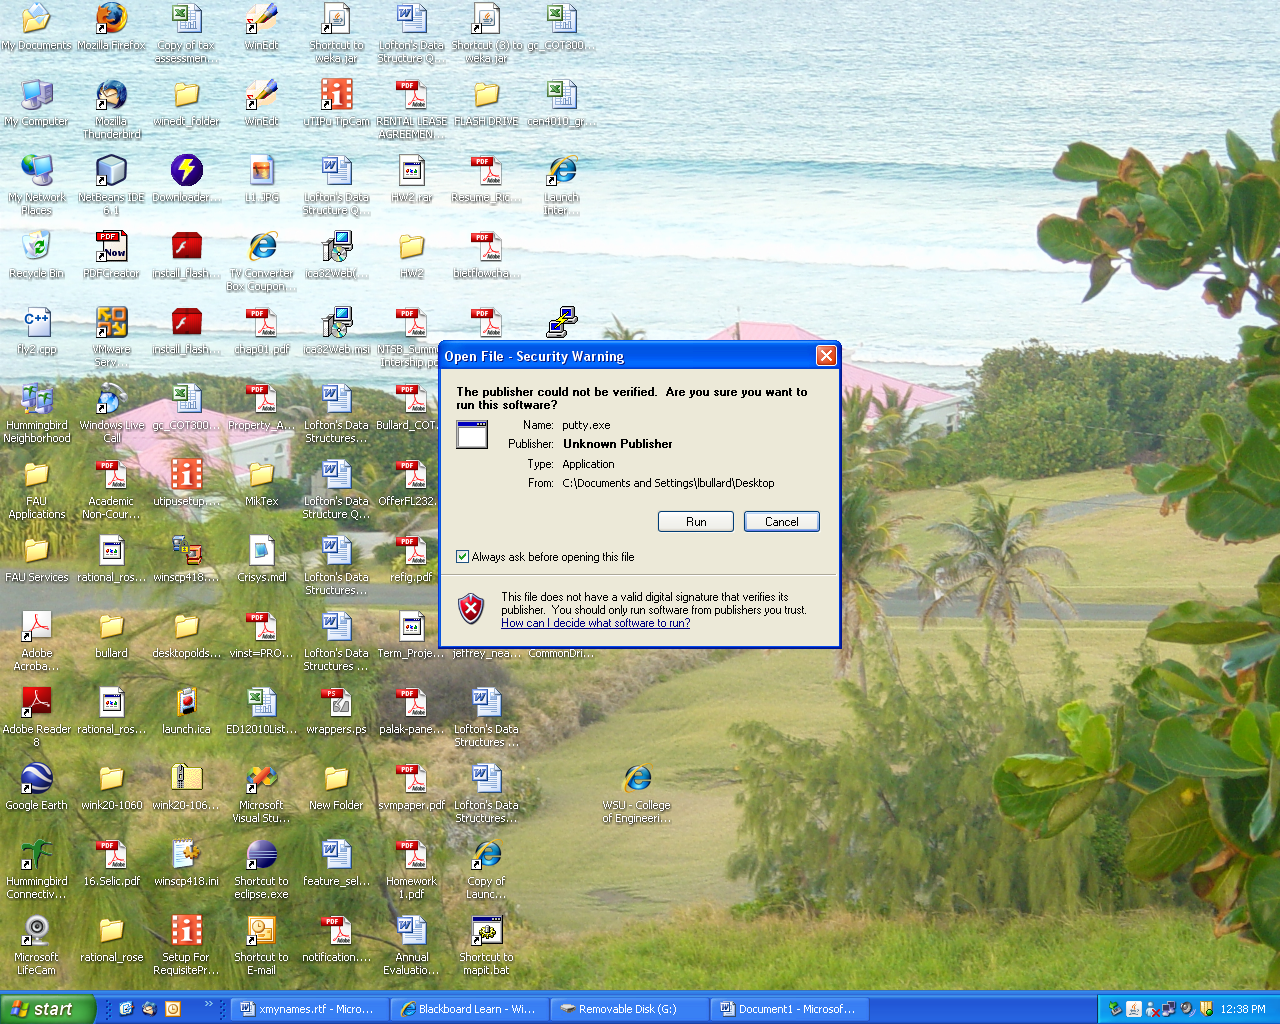 My Documents
Mozilla Firefox
Copy of tax
assessmen...
WinEdt
Shortcut to
weka.jar
Lofton's Data
Structure Q...
Shortcut (3) to
weka.jar
gc_COT300...
My Computer
Mozilla
Thunderbird
winedt_folder
WinEdt
uTIPu TipCam
RENTAL LEASE
AGREEMEN...
FLASH DRIVE
cen4010_gr...
My Network
Places
NetBeans IDE
6.1
Downloader...
L1.JPG
Lofton's Data
Structure Q...
HW2.rar
Resume_Ric...
Launch
Inter...
Recycle Bin
PDFCreator
install_flash...
TV Converter
Box Coupon...
ica32Web(...
HW2
bietflowcha...
fly2.cpp
VMware
Serv...
install_flash...
chap01.pdf
ica32Web.msi
NTSB_Summ
Intership.pd
Open File - Security Warning
The publisher could not be verified. Are you sure you want to
run this software?
Name: putty.exe
Publisher: Unknown Publisher
Type: Application
From: C:\Documents and Settings\lbullard\Desktop
Run
Cancel
Always ask before opening this file
This file does not have a valid digital signature that verifies its
publisher. You should only run software from publishers you trust.
How can I decide what software to run?
Hummingbird
Neighborhood
Windows Live
Call
gc_COT300...
Property_A...
Lofton's Data
Structures...
Bullard_COT
FAU
Applications
Academic
Non-Cour...
utipusetup...
MikTex
Lofton's Data
Structure Q...
OfferFL232.
FAU Services
rational_ros...
winscp418....
Crisys.mdl
Lofton's Data
Structures...
refig.pdf
Adobe
Acroba...
bullard
desktopolds...
vinst=PRO...
Lofton's Data
Structures ...
Term_Proje...
jeffrey_nea...
CommonDri...
Adobe Reader
8
rational_ros...
launch.ica
ED12010List...
wrappers.ps
palak-pane...
Lofton's Data
Structures ...
Google Earth
wink20-1060
wink20-106...
Microsoft
Visual Stu...
New Folder
svmpaper.pdf
Lofton's Data
Structures...
WSU - College
of Engineeri...
Hummingbird
Connectiv...
16.Selic.pdf
winscp418.ini
Shortcut to
eclipse.exe
feature_sel...
Homework
1.pdf
Copy of
Launc...
Microsoft
LifeCam
rational_rose
Setup For
RequisitePr...
Shortcut to
E-mail
notification....
Annual
Evaluatio...
Shortcut to
mapit.bat
start
xmynames.rtf - Micro...
Blackboard Learn - Wi...
Removable Disk (G:)
Document1 - Microsof...
12:38 PM